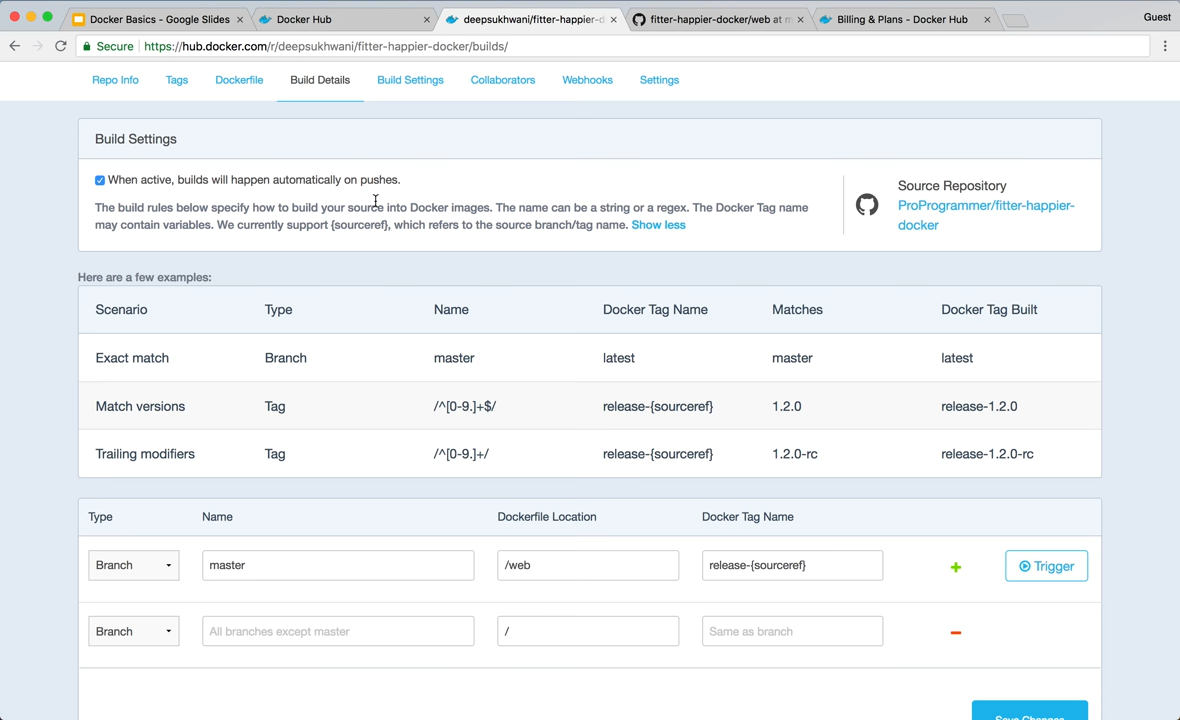 Docker Basics - Google Slides
Docker Hub
deepsukhwani/fitter-happier-d
fitter-happier-docker/web at m
Billing & Plans - Docker Hub
Guest
Secure https://hub.docker.com/r/deepsukhwani/fitter-happier-docker/builds/
Repo Info Tags Dockerfile Build Details Build Settings Collaborators Webhooks Settings
Build Settings
When active, builds will happen automatically on pushes.
The build rules below specify how to build your source into Docker images. The name can be a string or a regex. The Docker Tag name
may contain variables. We currently support {sourceref}, which refers to the source branch/tag name. Show less
Source Repository
ProProgrammer/fitter-happier-
docker
Here are a few examples:
Scenario Type Name Docker Tag Name Matches Docker Tag Built
Exact match Branch master latest master latest
Match versions Tag /^[0-9.]+$/ release-{sourceref} 1.2.0 release-1.2.0
Trailing modifiers Tag /^[0-9.]+/ release-{sourceref} 1.2.0-rc release-1.2.0-rc
Type Name Dockerfile Location Docker Tag Name
Branch master /web release-{sourceref} Trigger
Branch All branches except master / Same as branch
Save Changes